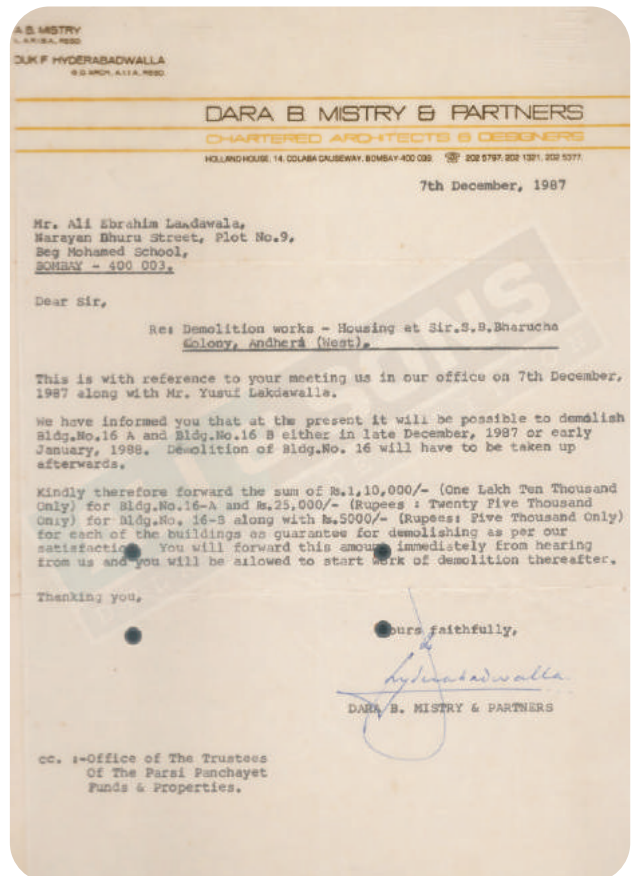 A B. MISTRY
OUK F HYDERABADWALLA
G.D ARCH, A.I.I.A,
DARA B MISTRY & PARTNERS
CHARTERED ARCHITECTS & DESIGNERS
HOLLAND HOUSE, 14, COLABA CAUSEWAY, BOMBAY-400 039. 202 5797, 202 1321, 202 5377.
7th December, 1987
Mr. Ali Ebrahim Lakdawala,
Narayan Dhuru Street, Plot No.9,
Beg Mohamed School,
BOMBAY - 400 003.
Dear Sir,
Re: Demolition works - Housing at Sir.S.B.Bharucha
Colony, Andheri (West).
This is with reference to your meeting us in our office on 7th December,
1987 along with Mr. Yusuf Lakdawalla.
We have informed you that at the present it will be possible to demolish
Bldg.No.16 A and Bldg.No.16 B either in late December, 1987 or early
January, 1988. Demolition of Bldg.No. 16 will have to be taken up
afterwards.
Kindly therefore forward the sum of Rs.1,10,000/- (One Lakh Ten Thousand
Only) for Bldg.No.16-A and Rs.25,000/- (Rupees : Twenty Five Thousand
Only) for Bldg.No. 16-B along with Rs.5000/- (Rupees: Five Thousand Only)
for each of the buildings as guarantee for demolishing as per our
satisfaction. You will forward this amount immediately from hearing
from us and you will be allowed to start work of demolition thereafter.
Thanking you,
Yours faithfully,
Hyderabadwalla
DARA B. MISTRY & PARTNERS
cc. :-Office of The Trustees
Of The Parsi Panchayet
Funds & Properties.